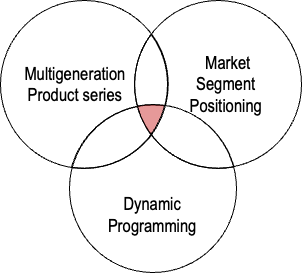 Multigeneration
Product series
Market
Segment
Positioning
Dynamic
Programming